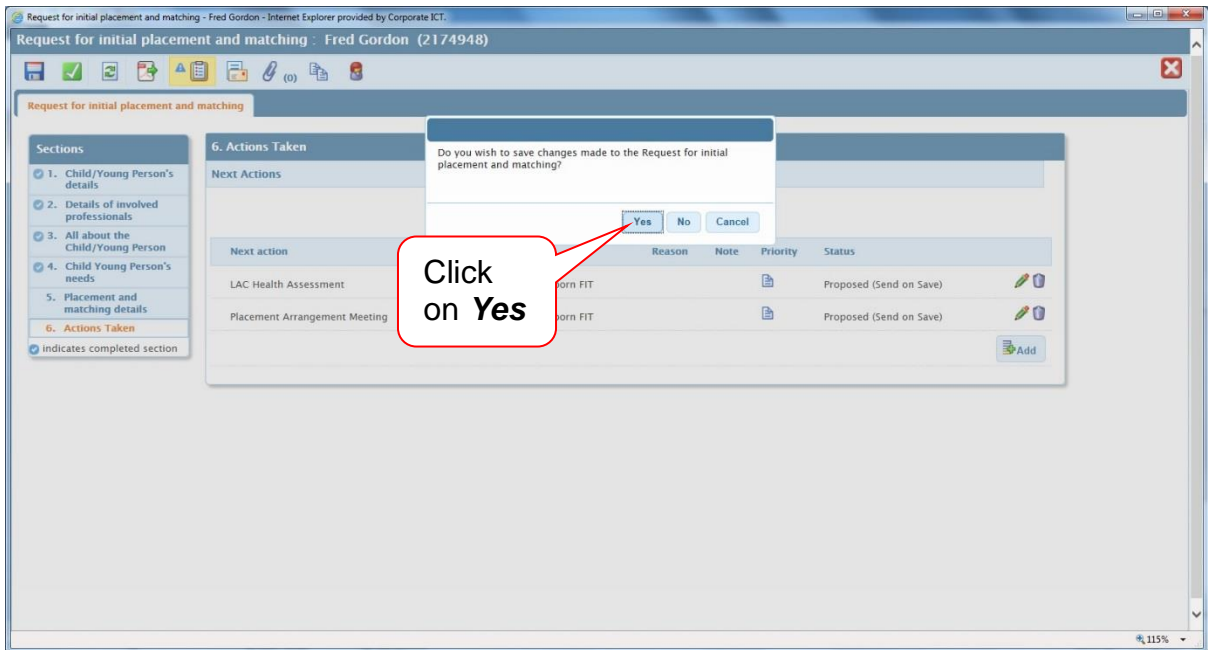 Request for initial placement and matching - Fred Gordon - Internet Explorer provided by Corporate ICT.
Request for initial placement and matching : Fred Gordon (2174948)
(0)
Request for initial placement and matching
Sections
1. Child/Young Person's
details
2. Details of involved
professionals
3. All about the
Child/Young Person
4. Child Young Person's
needs
5. Placement and
matching details
6. Actions Taken
indicates completed section
6. Actions Taken
Next Actions
Do you wish to save changes made to the Request for initial
placement and matching?
Yes No Cancel
Click
on Yes
Next action Reason Note Priority Status
LAC Health Assessment FIT Proposed (Send on Save)
Placement Arrangement Meeting FIT Proposed (Send on Save)
Add
115%